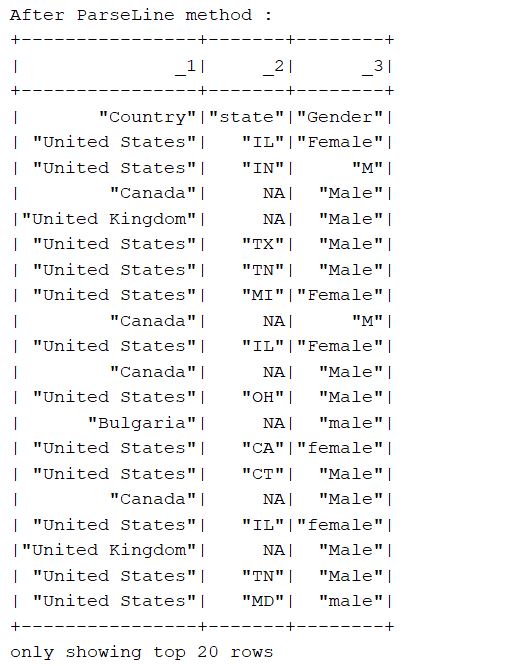 After ParseLine method :
+----------------+-------+--------+
|              _1|     _2|      _3|
+----------------+-------+--------+
|       "Country"|"state"|"Gender"|
| "United States"|   "IL"|"Female"|
| "United States"|   "IN"|     "M"|
|        "Canada"|     NA|  "Male"|
|"United Kingdom"|     NA|  "Male"|
| "United States"|   "TX"|  "Male"|
| "United States"|   "TN"|  "Male"|
| "United States"|   "MI"|"Female"|
|        "Canada"|     NA|     "M"|
| "United States"|   "IL"|"Female"|
|        "Canada"|     NA|  "Male"|
| "United States"|   "OH"|  "Male"|
|      "Bulgaria"|     NA|  "male"|
| "United States"|   "CA"|"female"|
| "United States"|   "CT"|  "Male"|
|        "Canada"|     NA|  "Male"|
| "United States"|   "IL"|"female"|
|"United Kingdom"|     NA|  "Male"|
| "United States"|   "TN"|  "Male"|
| "United States"|   "MD"|  "male"|
+----------------+-------+--------+
only showing top 20 rows